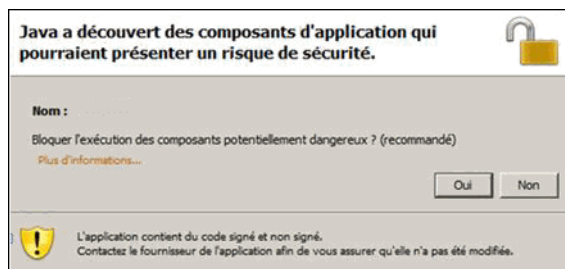 Java a découvert des composants d'application qui
pourraient présenter un risque de sécurité.
Nom :
Bloquer l'exécution des composants potentiellement dangereux ? (recommandé)
Plus d'informations...
Oui Non
L'application contient du code signé et non signé.
Contactez le fournisseur de l'application afin de vous assurer qu'elle n'a pas été modifiée.